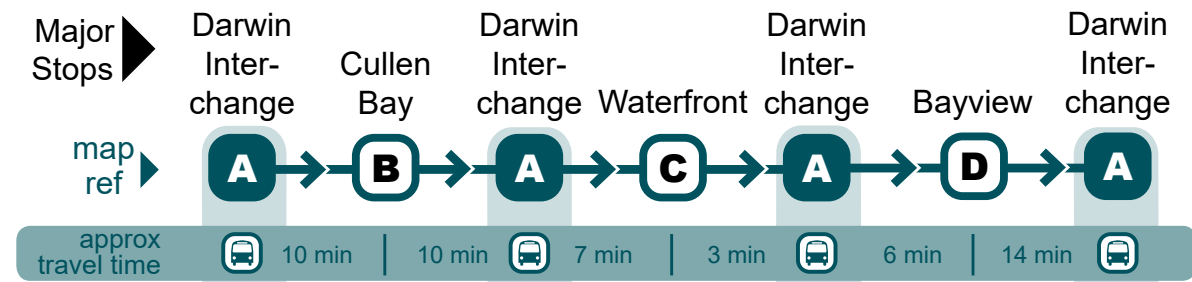 Major
Stops
Darwin
Inter-
change
Cullen
Bay
Darwin
Inter-
change
Waterfront
Darwin
Inter-
change
Bayview
Darwin
Inter-
change
map
ref
A
B
A
C
A
D
A
approx
travel time
10 min
10 min
7 min
3 min
6 min
14 min